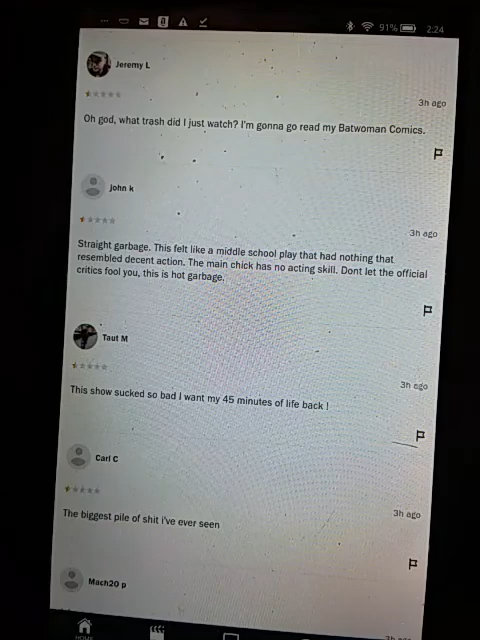 91% 2:24
Jeremy L
3h ago
Oh god, what trash did I just watch? I'm gonna go read my Batwoman Comics.
John k
3h ago
Straight garbage. This felt like a middle school play that had nothing that
resembled decent action. The main chick has no acting skill. Dont let the official
critics fool you, this is hot garbage.
Taut M
3h ago
This show sucked so bad I want my 45 minutes of life back !
Carl C
3h ago
The biggest pile of shit i've ever seen
Mach20 p
3h ago
HOME